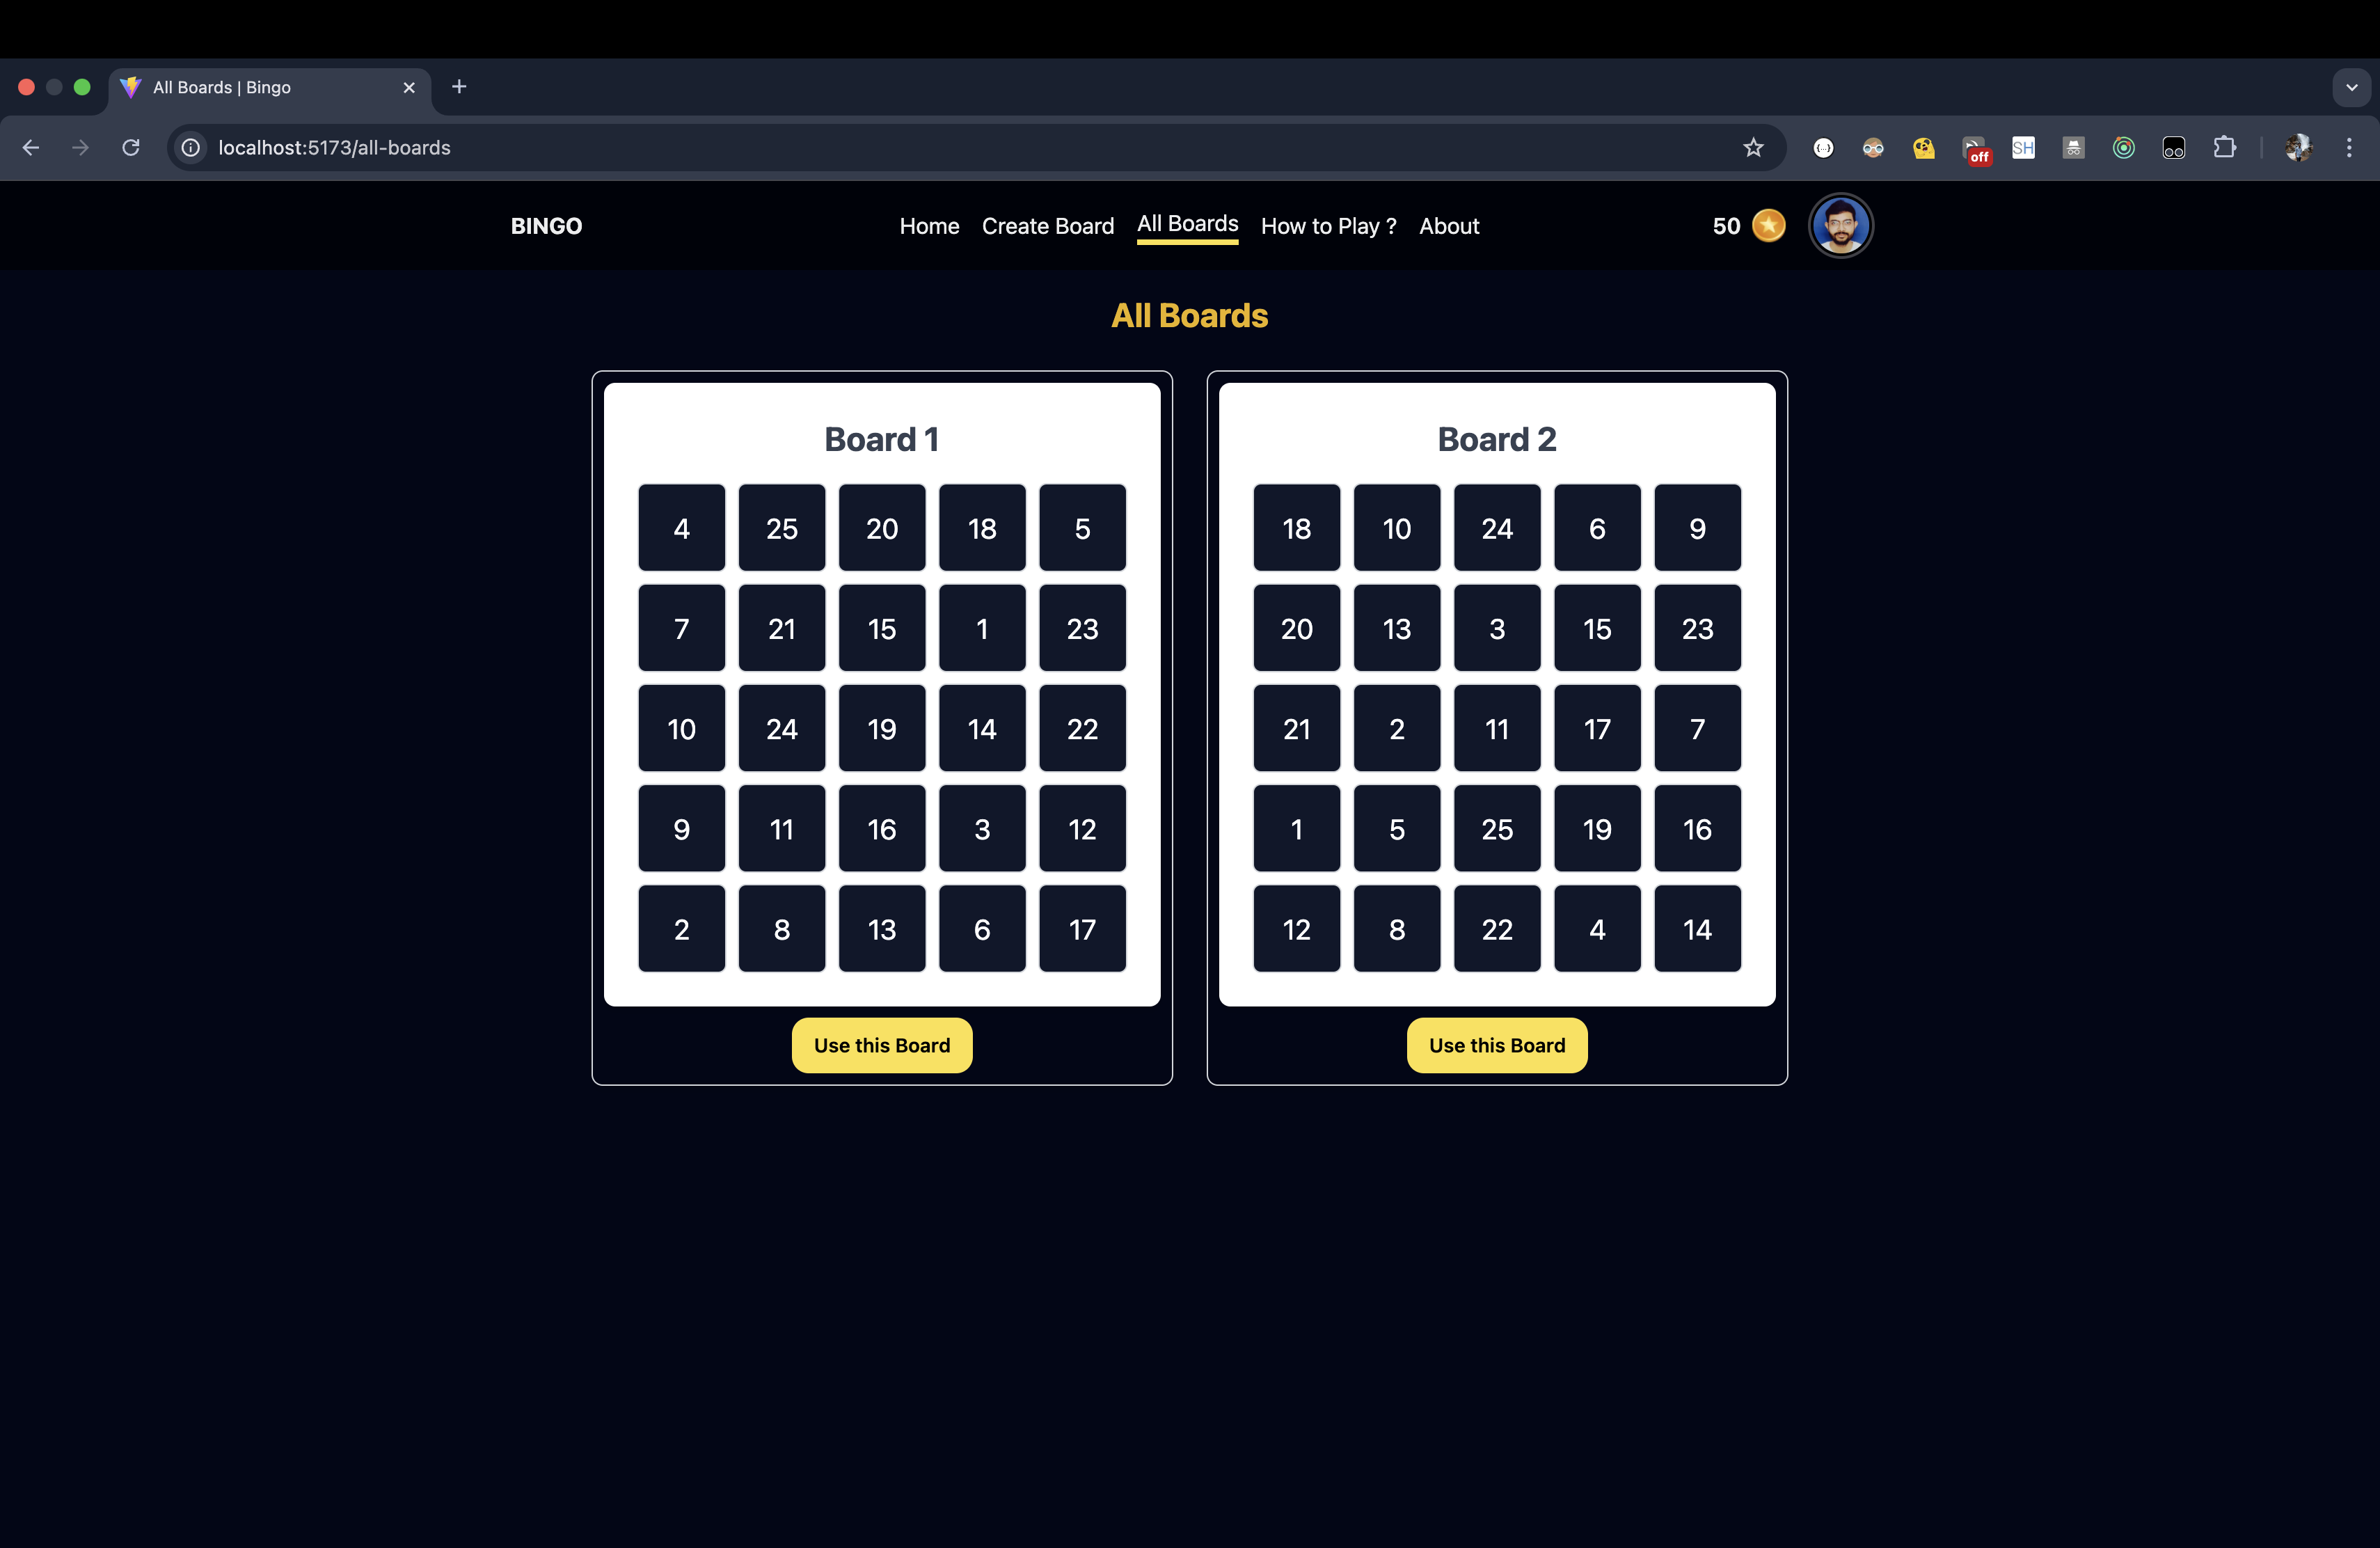 All Boards | Bingo
localhost:5173/all-boards
off
SH
BINGO
Home Create Board All Boards How to Play ? About
50
All Boards
Board 1
4 25 20 18 5
7 21 15 1 23
10 24 19 14 22
9 11 16 3 12
2 8 13 6 17
Use this Board
Board 2
18 10 24 6 9
20 13 3 15 23
21 2 11 17 7
1 5 25 19 16
12 8 22 4 14
Use this Board